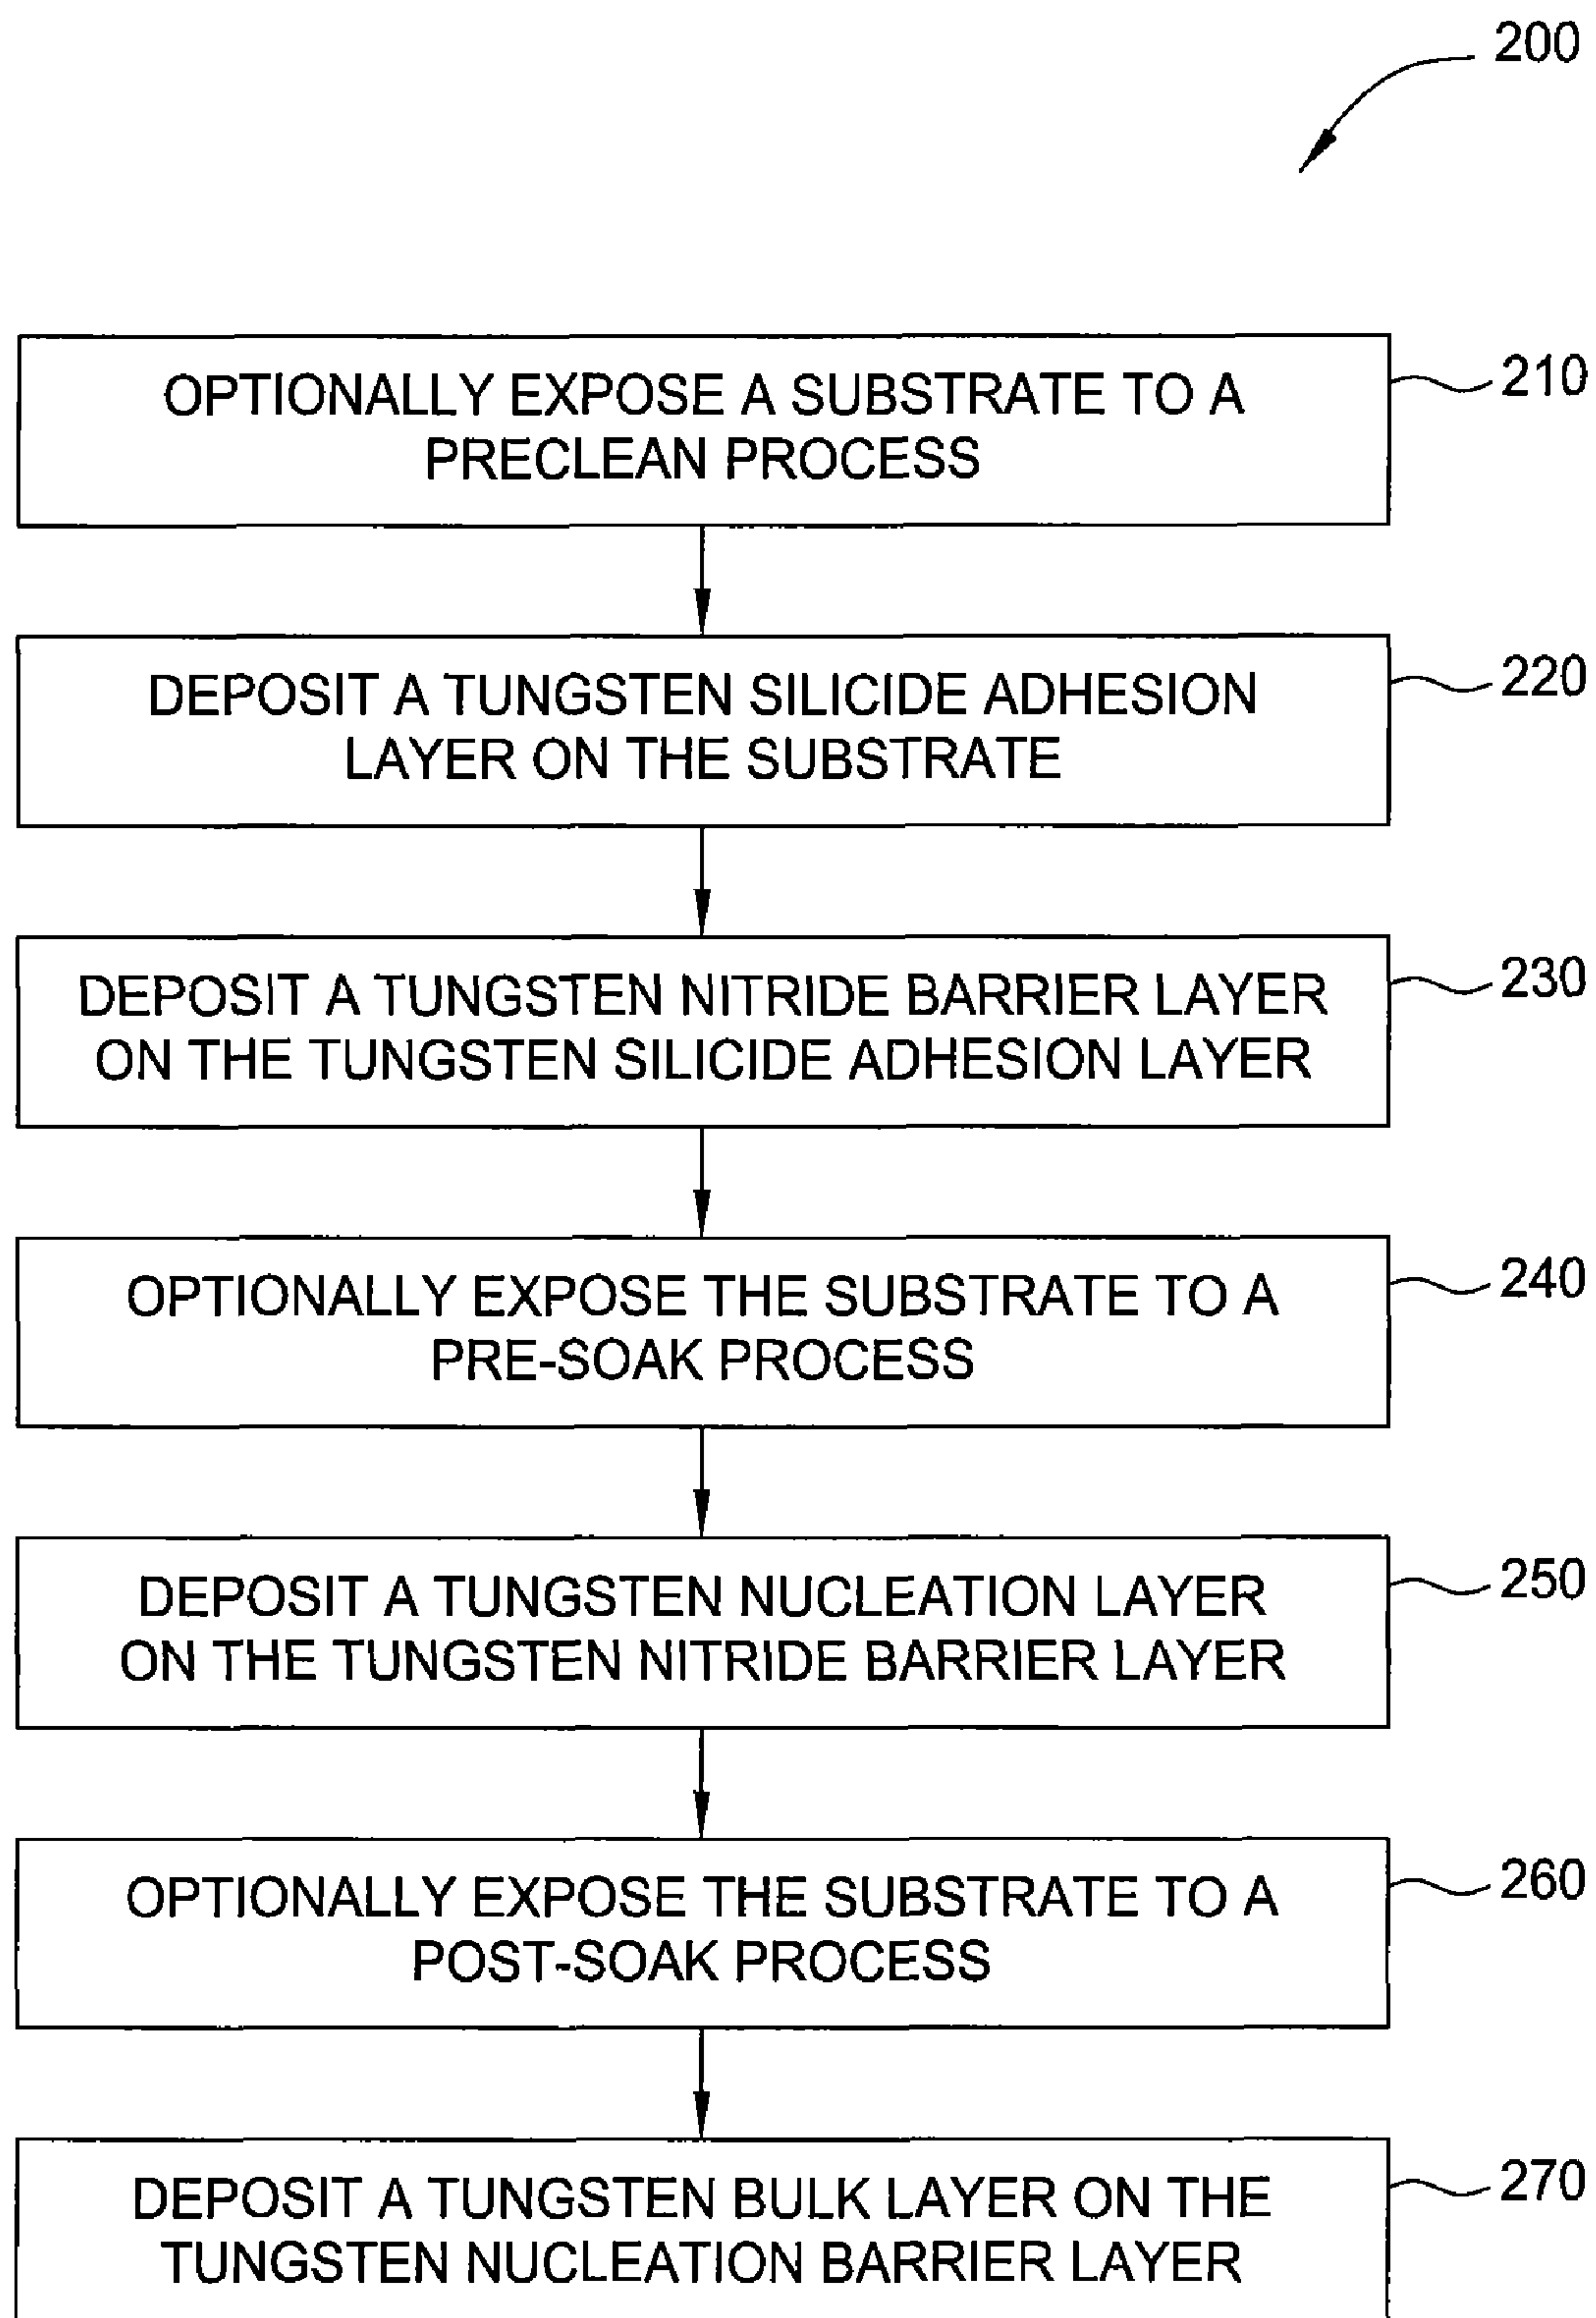 200
OPTIONALLY EXPOSE A SUBSTRATE TO A
PRECLEAN PROCESS
210
DEPOSIT A TUNGSTEN SILICIDE ADHESION
LAYER ON THE SUBSTRATE
220
DEPOSIT A TUNGSTEN NITRIDE BARRIER LAYER
ON THE TUNGSTEN SILICIDE ADHESION LAYER
230
OPTIONALLY EXPOSE THE SUBSTRATE TO A
PRE-SOAK PROCESS
240
DEPOSIT A TUNGSTEN NUCLEATION LAYER
ON THE TUNGSTEN NITRIDE BARRIER LAYER
250
OPTIONALLY EXPOSE THE SUBSTRATE TO A
POST-SOAK PROCESS
260
DEPOSIT A TUNGSTEN BULK LAYER ON THE
TUNGSTEN NUCLEATION BARRIER LAYER
270